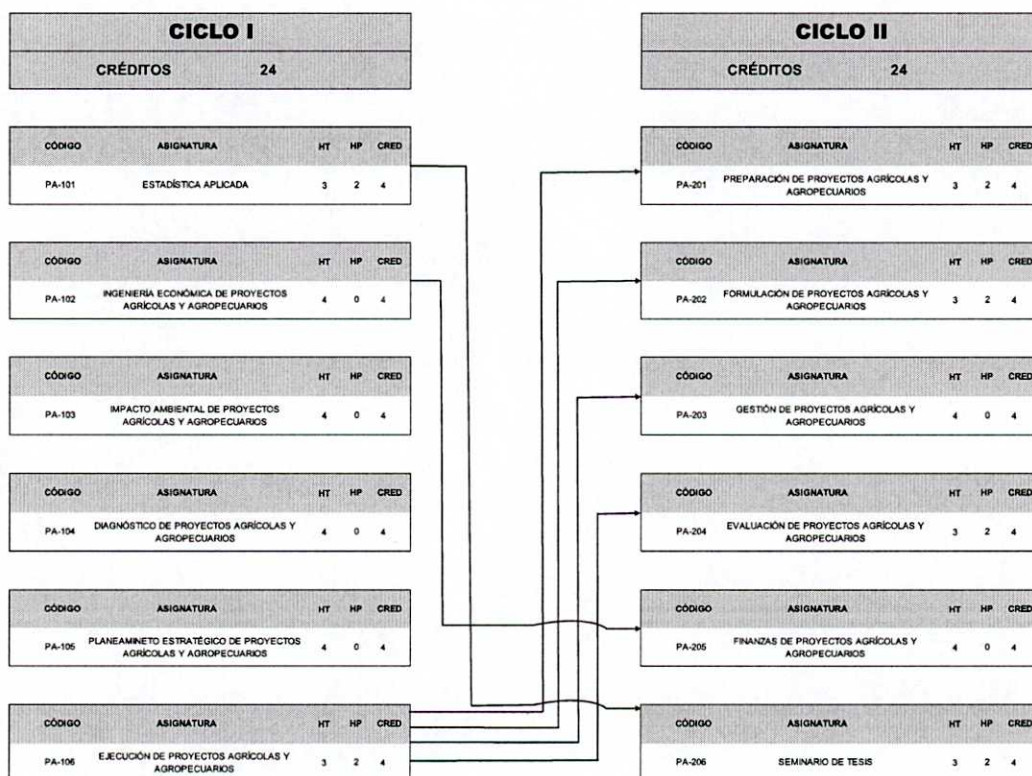 CICLO I
CRÉDITOS 24
CÓDIGO ASIGNATURA HT HP CRED
PA-101 ESTADÍSTICA APLICADA 3 2 4
CÓDIGO ASIGNATURA HT HP CRED
PA-102 INGENIERÍA ECONÓMICA DE PROYECTOS
AGRÍCOLAS Y AGROPECUARIOS 4 0 4
CÓDIGO ASIGNATURA HT HP CRED
PA-103 IMPACTO AMBIENTAL DE PROYECTOS
AGRÍCOLAS Y AGROPECUARIOS 4 0 4
CÓDIGO ASIGNATURA HT HP CRED
PA-104 DIAGNÓSTICO DE PROYECTOS AGRÍCOLAS Y
AGROPECUARIOS 4 0 4
CÓDIGO ASIGNATURA HT HP CRED
PA-105 PLANEAMINETO ESTRATÉGICO DE PROYECTOS
AGRÍCOLAS Y AGROPECUARIOS 4 0 4
CÓDIGO ASIGNATURA HT HP CRED
PA-106 EJECUCIÓN DE PROYECTOS AGRÍCOLAS Y
AGROPECUARIOS 3 2 4
CICLO II
CRÉDITOS 24
CÓDIGO ASIGNATURA HT HP CRED
PA-201 PREPARACIÓN DE PROYECTOS AGRÍCOLAS Y
AGROPECUARIOS 3 2 4
CÓDIGO ASIGNATURA HT HP CRED
PA-202 FORMULACIÓN DE PROYECTOS AGRÍCOLAS Y
AGROPECUARIOS 3 2 4
CÓDIGO ASIGNATURA HT HP CRED
PA-203 GESTIÓN DE PROYECTOS AGRÍCOLAS Y
AGROPECUARIOS 4 0 4
CÓDIGO ASIGNATURA HT HP CRED
PA-204 EVALUACIÓN DE PROYECTOS AGRÍCOLAS Y
AGROPECUARIOS 3 2 4
CÓDIGO ASIGNATURA HT HP CRED
PA-205 FINANZAS DE PROYECTOS AGRÍCOLAS Y
AGROPECUARIOS 4 0 4
CÓDIGO ASIGNATURA HT HP CRED
PA-206 SEMINARIO DE TESIS 3 2 4